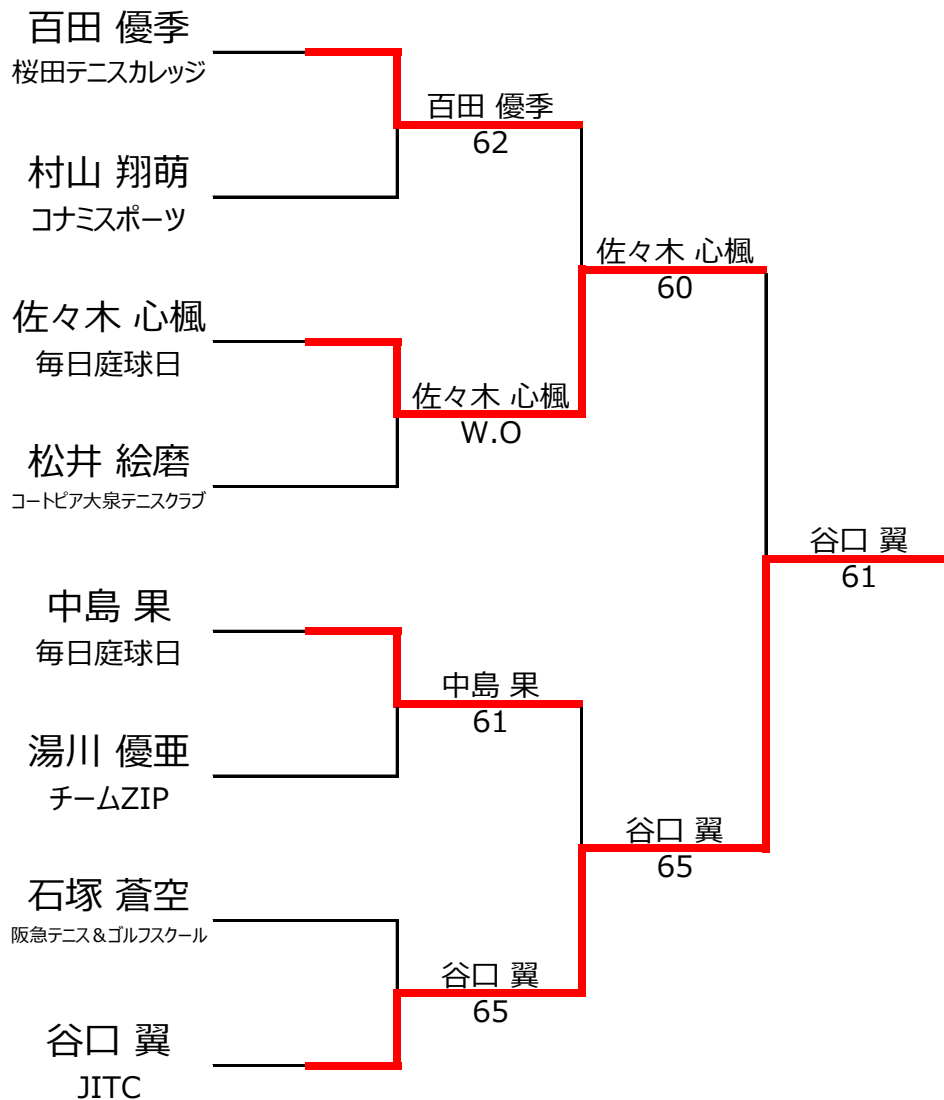 百田 優季
桜田テニスカレッジ
百田 優季
62
村山 翔萌
コナミスポーツ
佐々木 心楓
60
佐々木 心楓
毎日庭球日
佐々木 心楓
W.O
松井 絵磨
コートピア大泉テニスクラブ
谷口 翼
61
中島 果
毎日庭球日
中島 果
61
湯川 優亜
チームZIP
谷口 翼
65
石塚 蒼空
阪急テニス＆ゴルフスクール
谷口 翼
65
谷口 翼
JITC